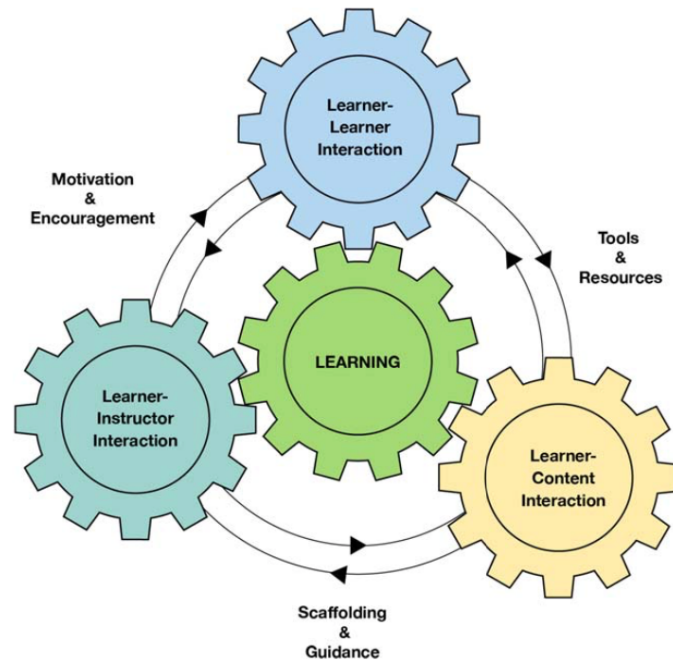 Learner-
Learner
Interaction
Motivation
&
Encouragement
Tools
&
Resources
LEARNING
Learner-
Instructor
Interaction
Learner-
Content
Interaction
Scaffolding
&
Guidance